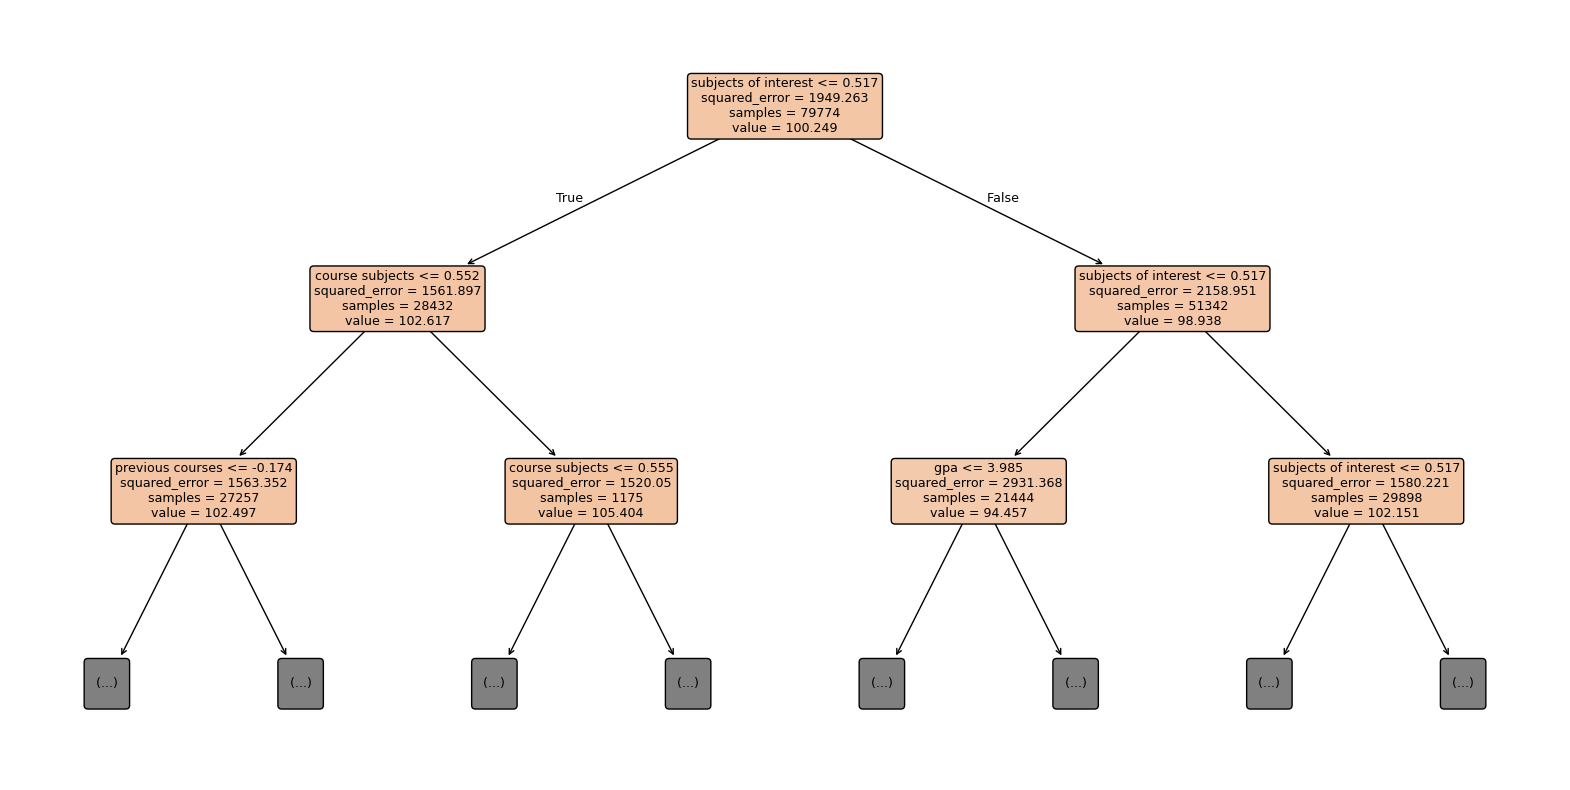 subjects of interest <= 0.517
squared_error = 1949.263
samples = 79774
value = 100.249
True
False
course subjects <= 0.552
squared_error = 1561.897
samples = 28432
value = 102.617
subjects of interest <= 0.517
squared_error = 2158.951
samples = 51342
value = 98.938
previous courses <= -0.174
squared_error = 1563.352
samples = 27257
value = 102.497
course subjects <= 0.555
squared_error = 1520.05
samples = 1175
value = 105.404
gpa <= 3.985
squared_error = 2931.368
samples = 21444
value = 94.457
subjects of interest <= 0.517
squared_error = 1580.221
samples = 29898
value = 102.151
(...)
(...)
(...)
(...)
(...)
(...)
(...)
(...)